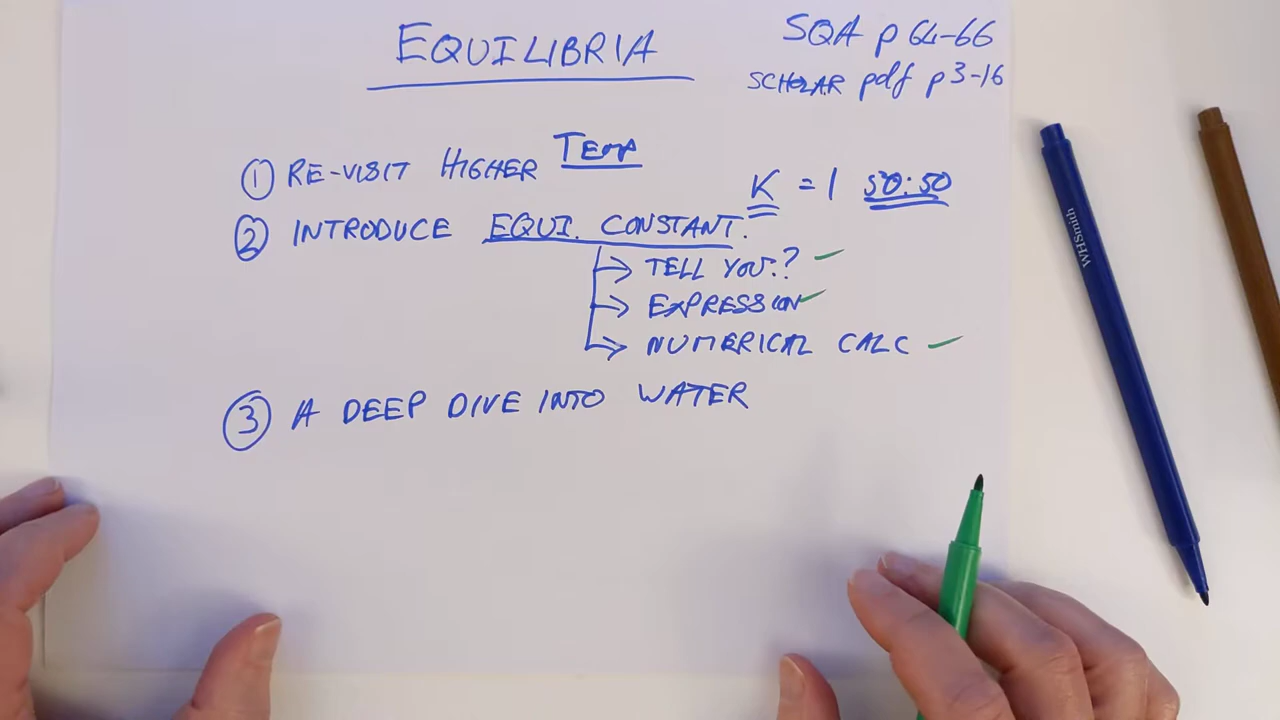 EQUILIBRIA
SQA p 64-66
SCHOLAR pdf p 3-16
① RE-VISIT HIGHER TEMP
K = 1 50:50
② INTRODUCE EQUI. CONSTANT.
→ TELL YOU.? ✓
→ EXPRESSION ✓
→ NUMERICAL CALC ✓
③ A DEEP DIVE INTO WATER
WHSmith